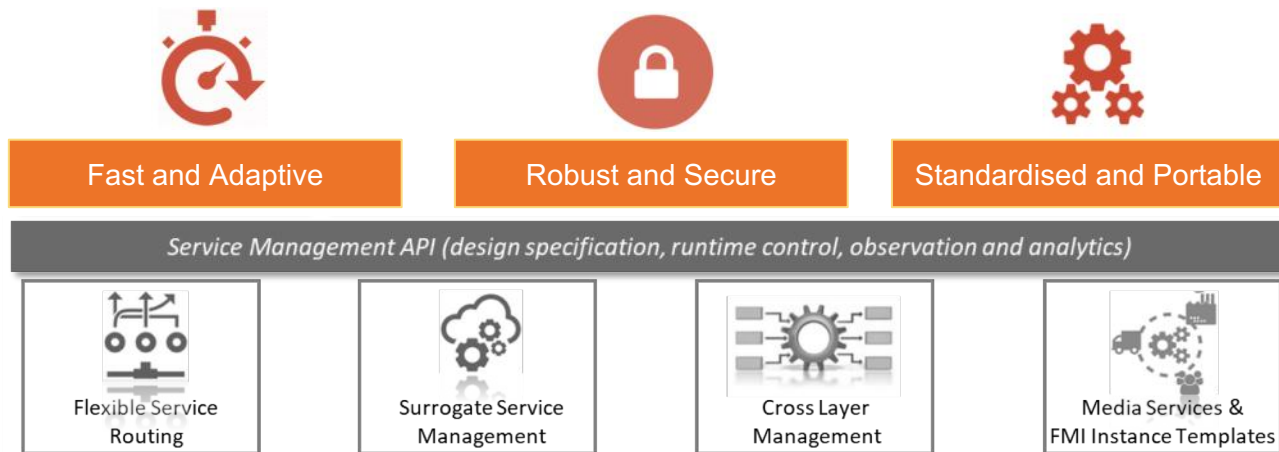 Fast and Adaptive
Robust and Secure
Standardised and Portable
Service Management API (design specification, runtime control, observation and analytics)
Flexible Service
Routing
Surrogate Service
Management
Cross Layer
Management
Media Services &
FMI Instance Templates